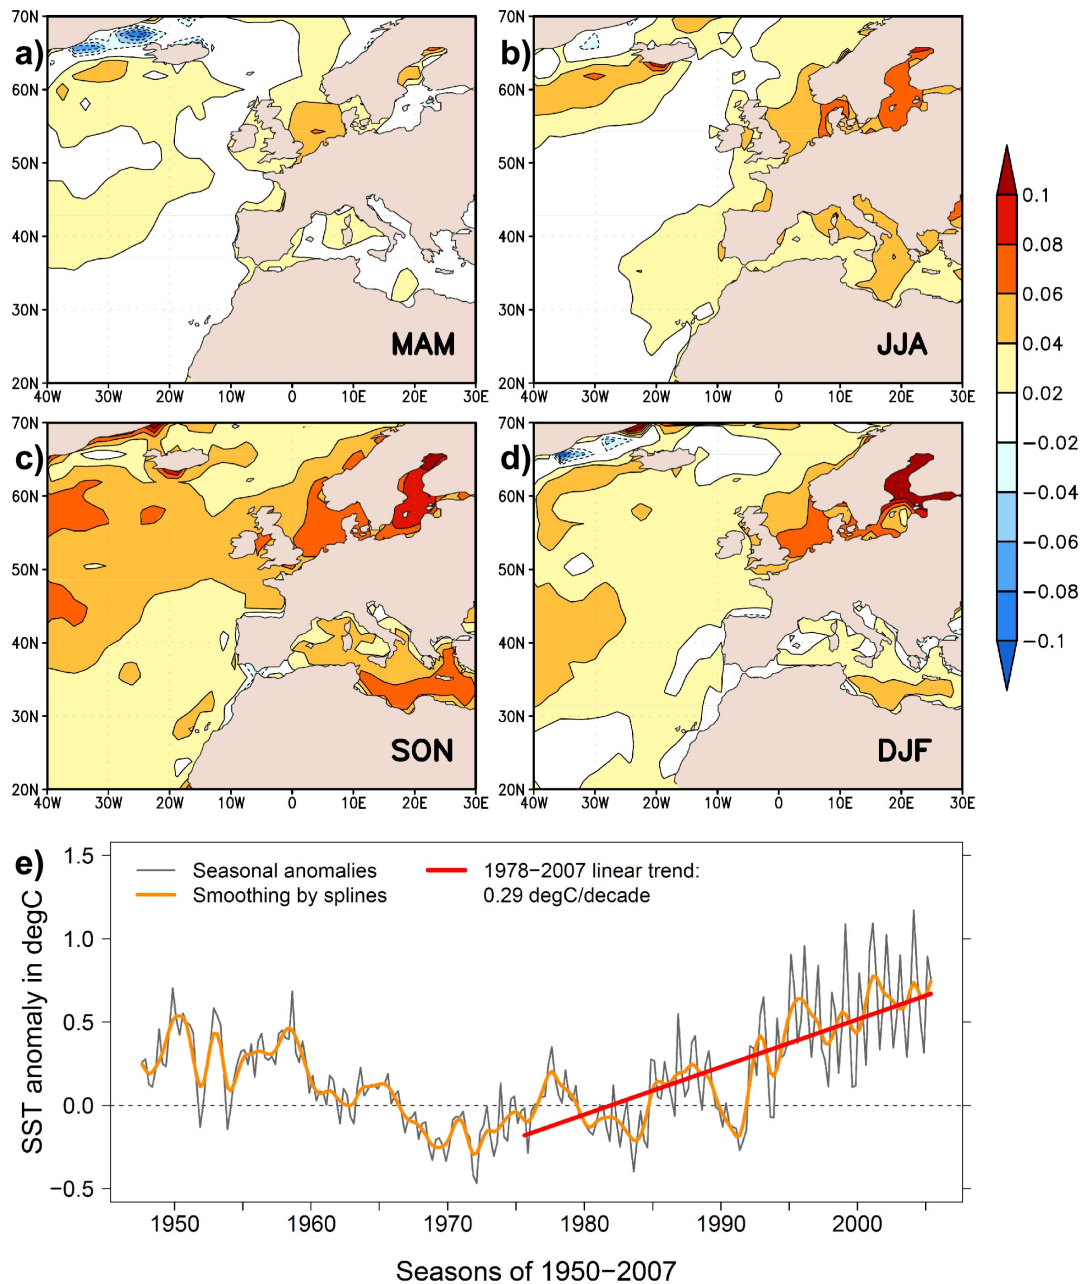 a)
70N
60N
50N
40N
30N
20N
40W 30W 20W 10W 0 10E 20E 30E
MAM
b)
70N
60N
50N
40N
30N
20N
40W 30W 20W 10W 0 10E 20E 30E
JJA
c)
70N
60N
50N
40N
30N
20N
40W 30W 20W 10W 0 10E 20E 30E
SON
d)
70N
60N
50N
40N
30N
20N
40W 30W 20W 10W 0 10E 20E 30E
DJF
0.1
0.08
0.06
0.04
0.02
−0.02
−0.04
−0.06
−0.08
−0.1
e)
SST anomaly in degC
1.5
1.0
0.5
0.0
−0.5
Seasonal anomalies
Smoothing by splines
1978−2007 linear trend:
0.29 degC/decade
1950 1960 1970 1980 1990 2000
Seasons of 1950−2007